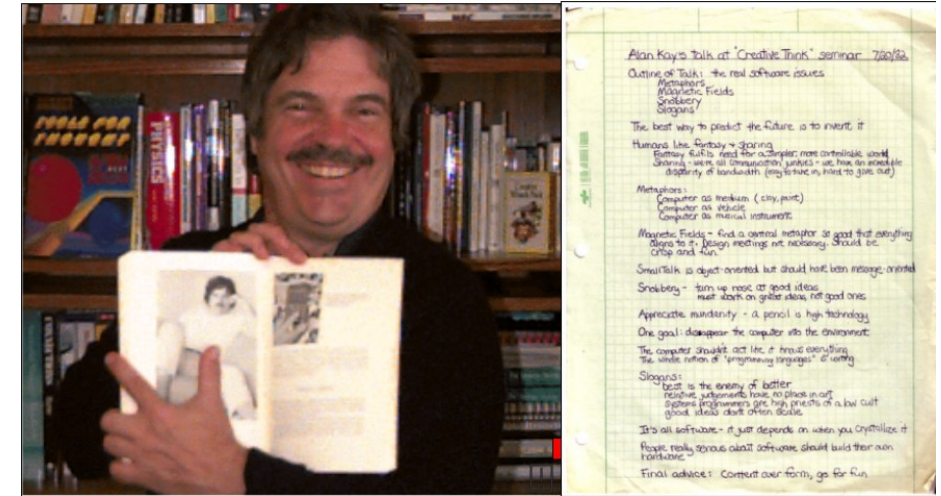 TOOLS FOR
THOUGHT
PHYSICS
Alan Kay's talk at "Creative Think" seminar 7/20/82
Outline of Talk: the real software issues
Metaphors
Magnetic Fields
Snobbery
Slogans
The best way to predict the future is to invent it
Humans like fantasy & sharing
Fantasy fulfils need for a simpler, more controllable world
Sharing - we're all communication junkies - we have an incredible
disparity of bandwidth (easy to take in, hard to give out)
Metaphors:
Computer as medium (clay, paint)
Computer as vehicle
Computer as musical instrument
Magnetic Fields - find a central metaphor so good that everything
aligns to it. Design meetings not necessary. Should be
crisp and fun.
SmallTalk is object-oriented but should have been message-oriented
Snobbery - turn up nose at good ideas
must work on great ideas, not good ones
Appreciate mundanity - a pencil is high technology
One goal: disappear the computer into the environment
The computer shouldn't act like it knows everything
The whole notion of "programming languages" is wrong
Slogans:
best is the enemy of better
relative judgements have no place in art
systems programmers are high priests of a low cult
good ideas don't often scale
It's all software - it just depends on when you crystallize it
People really serious about software should build their own
hardware
Final advice: Content over form, go for fun